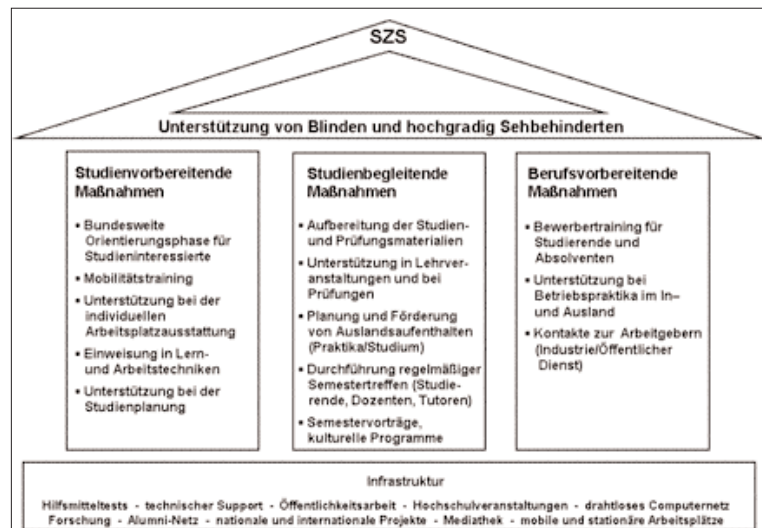 SZS
Unterstützung von Blinden und hochgradig Sehbehinderten
Studienvorbereitende
Maßnahmen
▪ Bundesweite
Orientierungsphase für
Studieninteressierte
▪ Mobilitätstraining
▪ Unterstützung bei der
individuellen
Arbeitsplatzausstattung
▪ Einweisung in Lern-
und Arbeitstechniken
▪ Unterstützung bei der
Studienplanung
Studienbegleitende
Maßnahmen
▪ Aufbereitung der Studien-
und Prüfungsmaterialien
▪ Unterstützung in Lehrver-
anstaltungen und bei
Prüfungen
▪ Planung und Förderung
von Auslandsaufenthalten
(Praktika/Studium)
▪ Durchführung regelmäßiger
Semestertreffen (Studie-
rende, Dozenten, Tutoren)
▪ Semestervorträge,
kulturelle Programme
Berufsvorbereitende
Maßnahmen
▪ Bewerbertraining für
Studierende und
Absolventen
▪ Unterstützung bei
Betriebspraktika im In–
und Ausland
▪ Kontakte zur Arbeitgebern
(Industrie/Öffentlicher
Dienst)
Infrastruktur
Hilfsmitteltests - technischer Support - Öffentlichkeitsarbeit - Hochschulveranstaltungen - drahtloses Computernetz
Forschung - Alumni-Netz - nationale und internationale Projekte - Mediathek - mobile und stationäre Arbeitsplätze